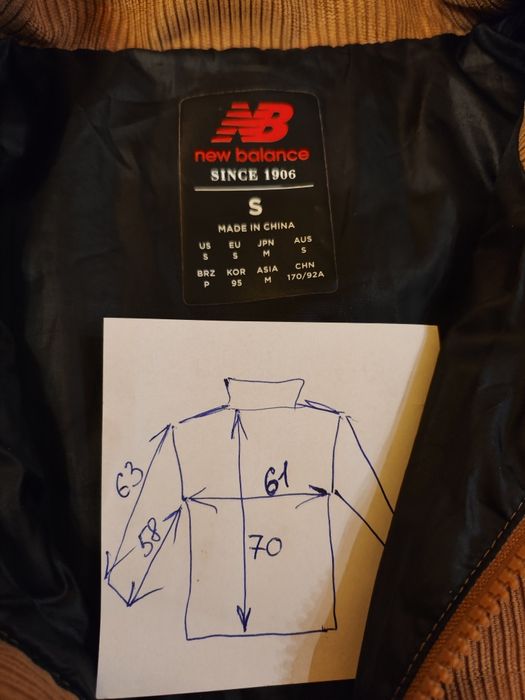 NB
new balance
SINCE 1906
S
MADE IN CHINA
US EU JPN AUS
S S M S
BRZ KOR ASIA CHN
P 95 M 170/92A
63
61
58
70